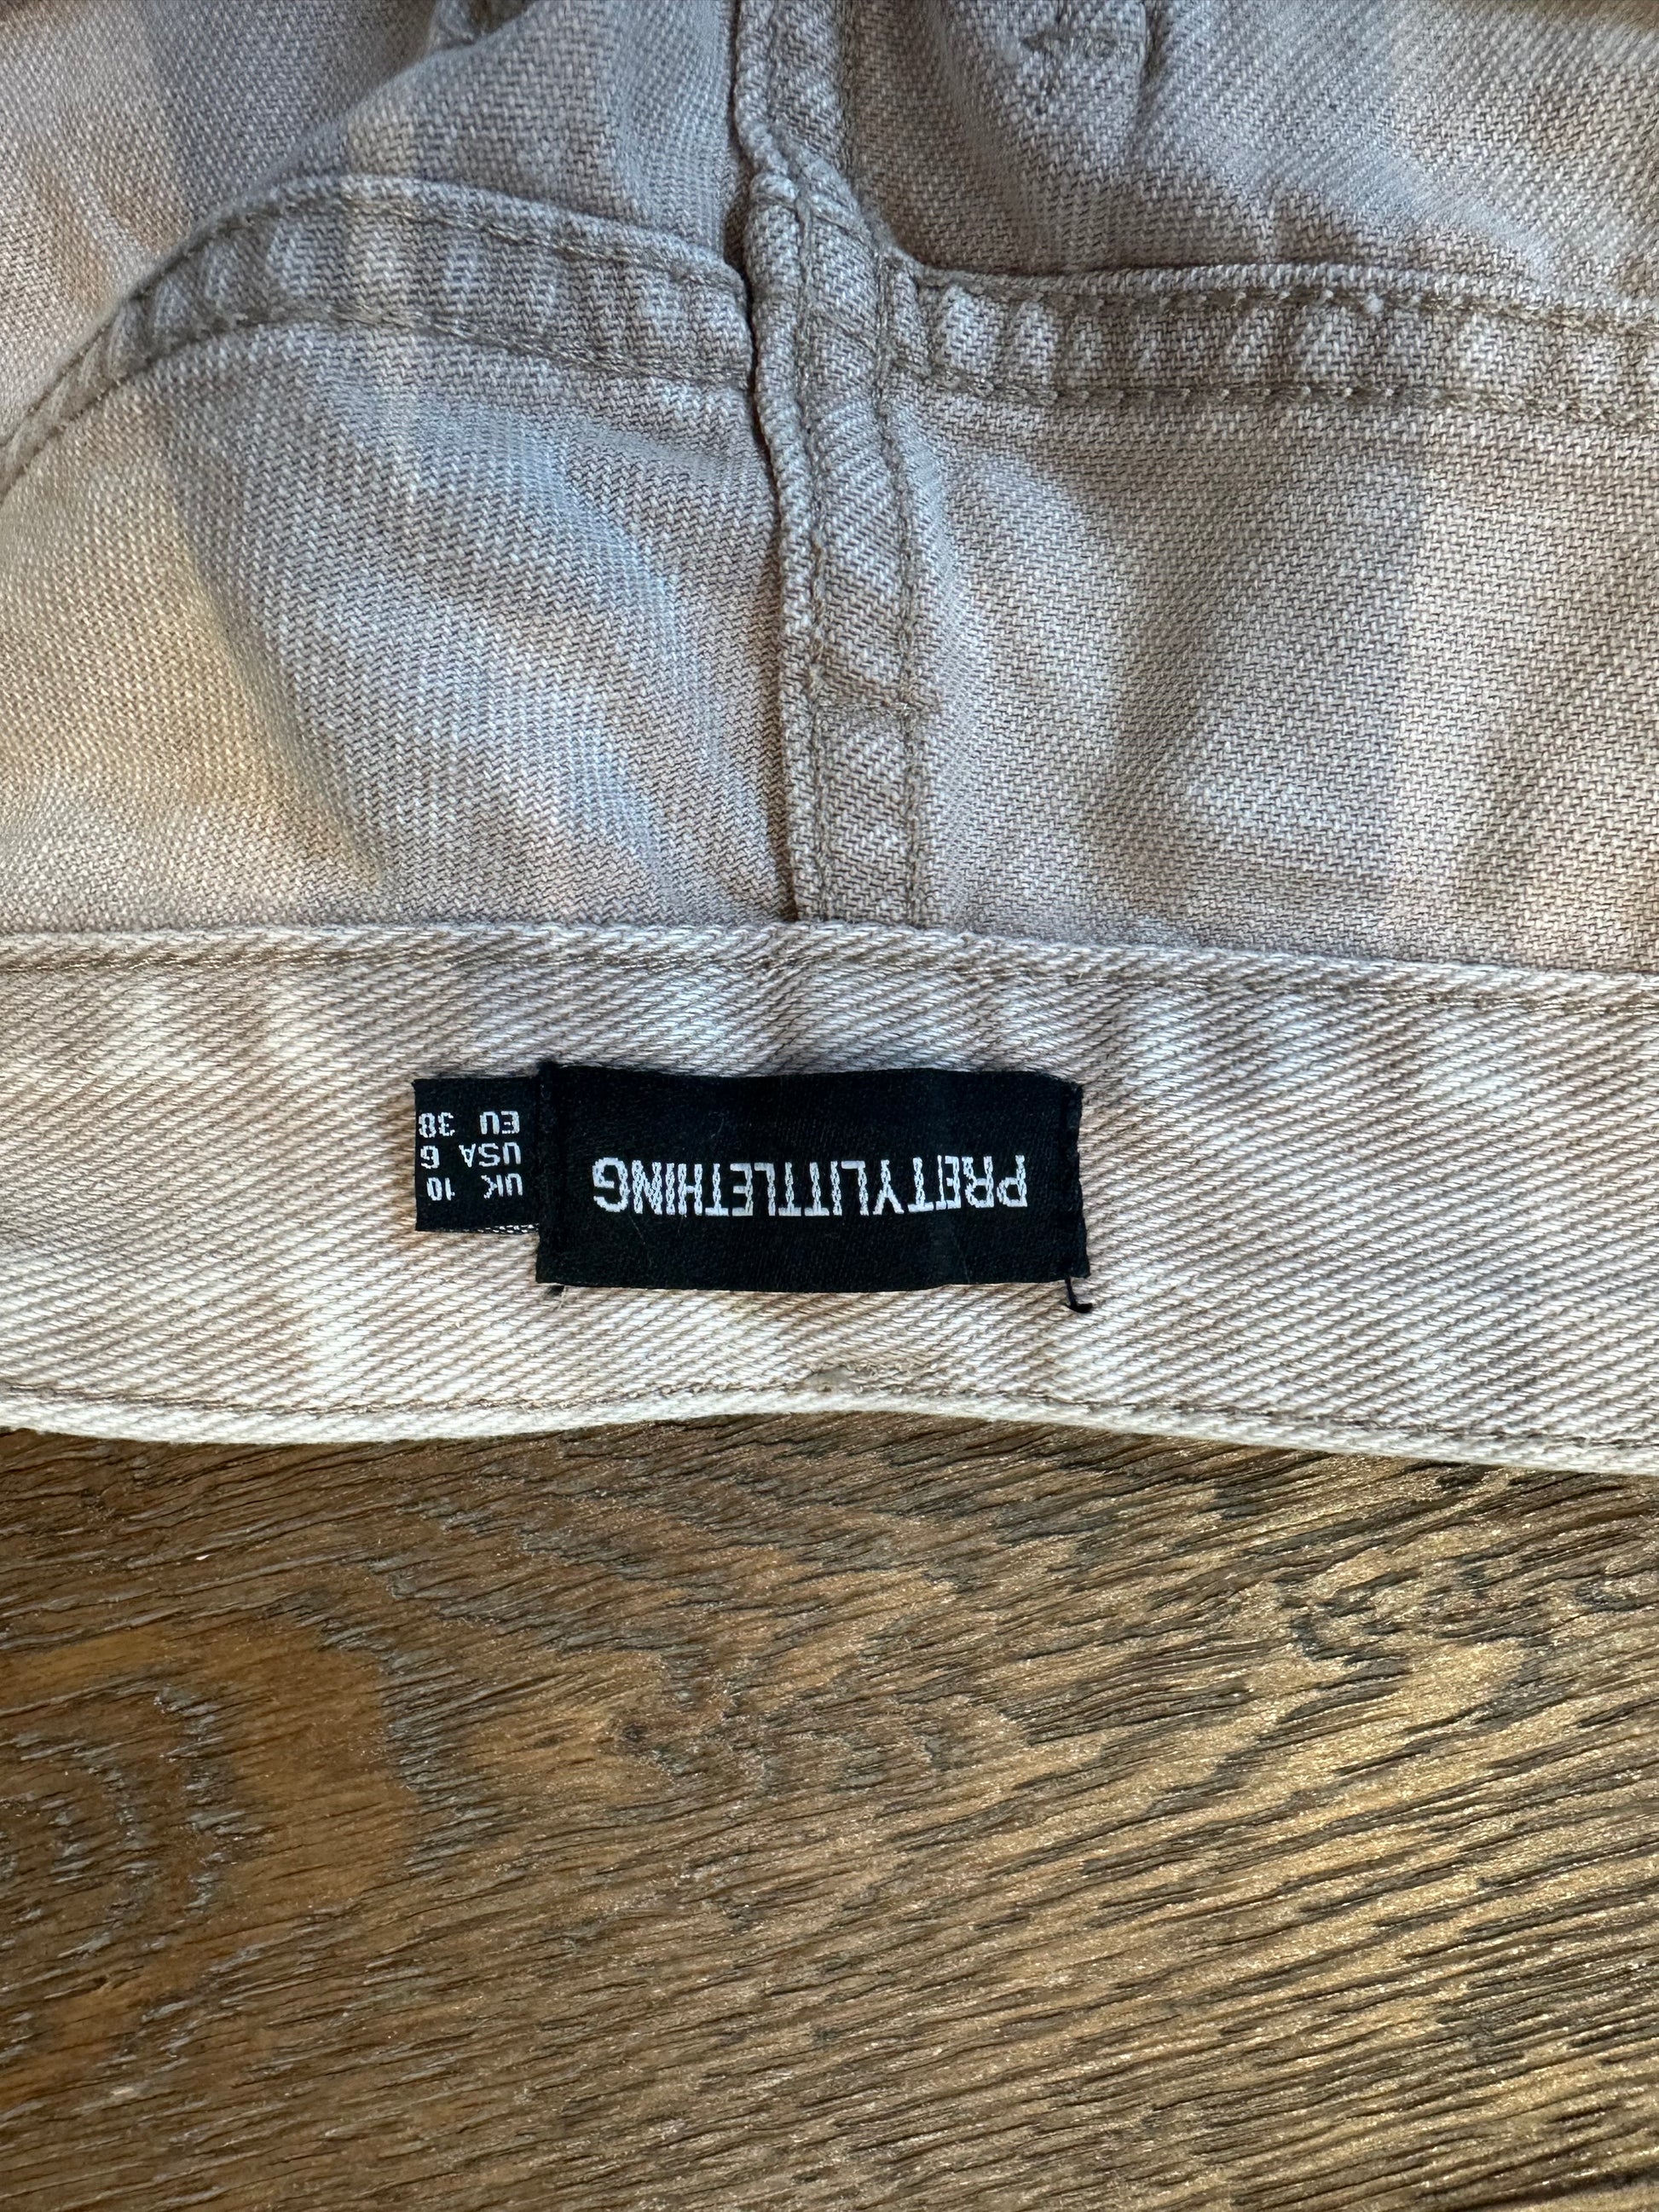 PRETTYLITTLETHING
UK 10
USA 6
EU 38